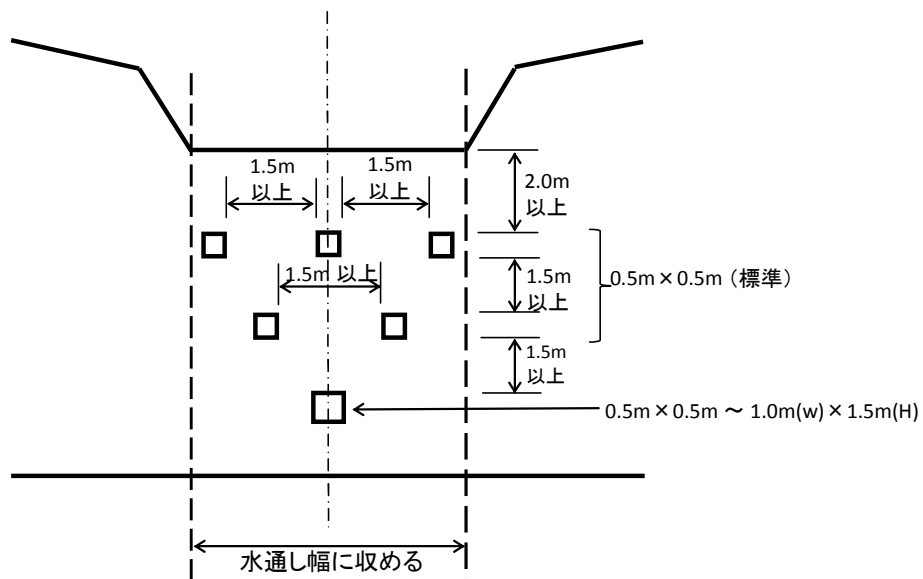 1.5m
以上
1.5m
以上
2.0m
以上
1.5m 以上
1.5m
以上
0.5m×0.5m（標準）
1.5m
以上
0.5m×0.5m ～ 1.0m(w)×1.5m(H)
水通し幅に収める